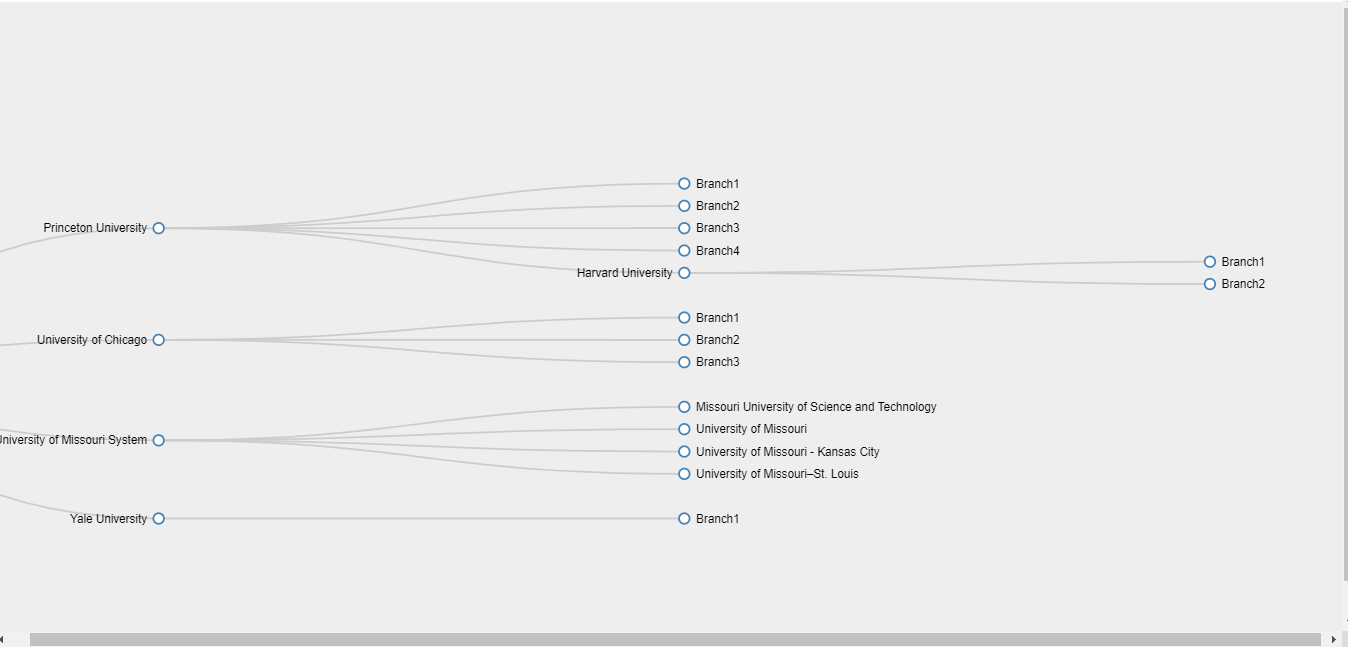 Princeton University
Branch1
Branch2
Branch3
Branch4
Harvard University
Branch1
Branch2
University of Chicago
Branch1
Branch2
Branch3
University of Missouri System
Missouri University of Science and Technology
University of Missouri
University of Missouri - Kansas City
University of Missouri–St. Louis
Yale University
Branch1